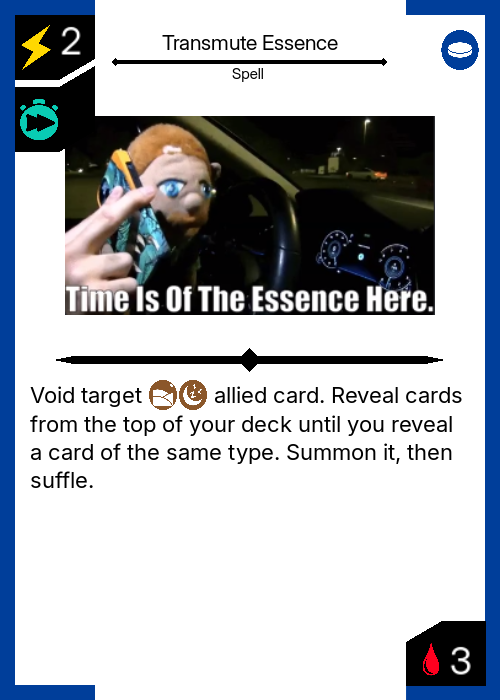 2
Transmute Essence
Spell
Time Is Of The Essence Here.
Void target allied card. Reveal cards
from the top of your deck until you reveal
a card of the same type. Summon it, then
suffle.
3